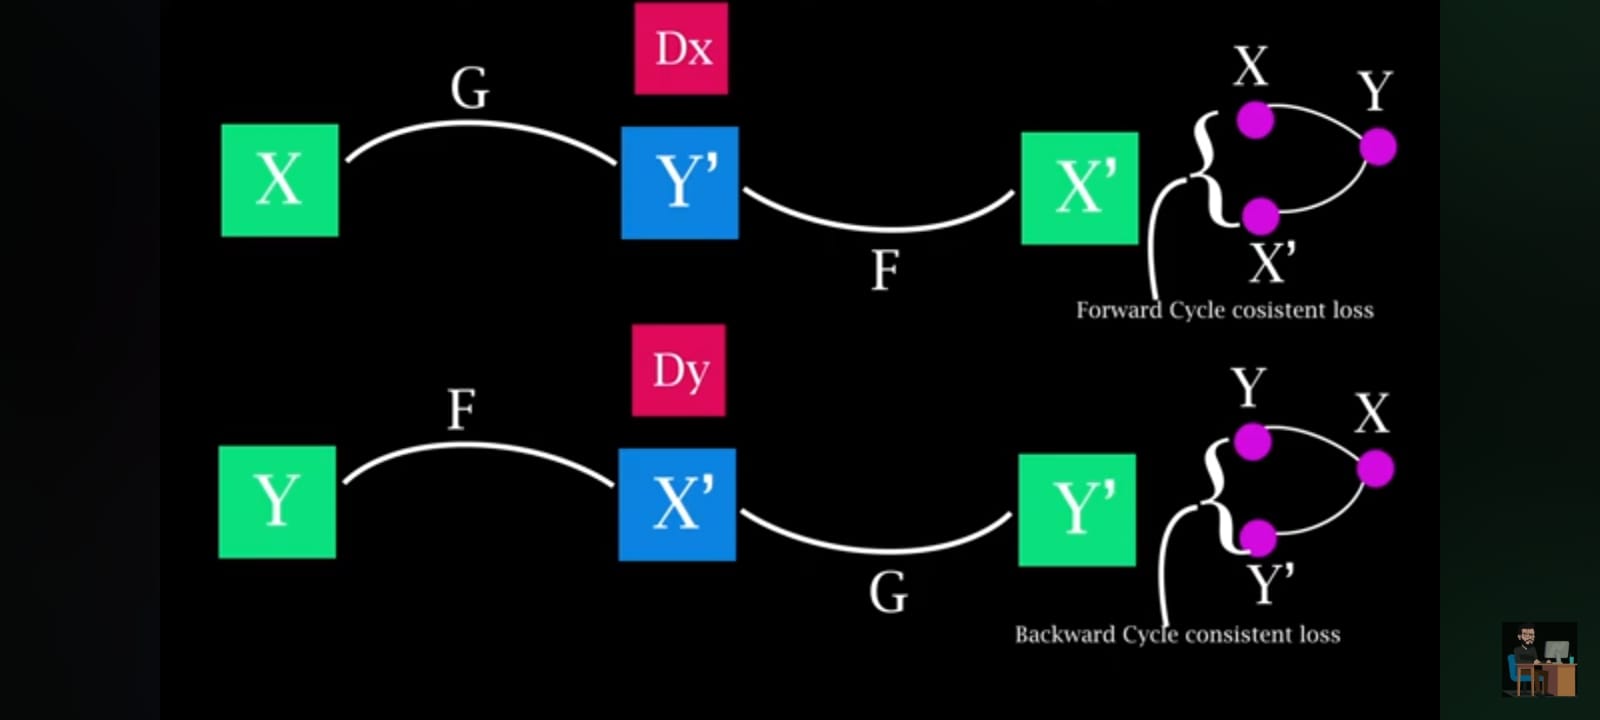 Dx
G
X
Y’
X’
F
X
Y
X’
Forward Cycle cosistent loss
Dy
F
Y
X’
Y’
G
Y
X
Y’
Backward Cycle consistent loss